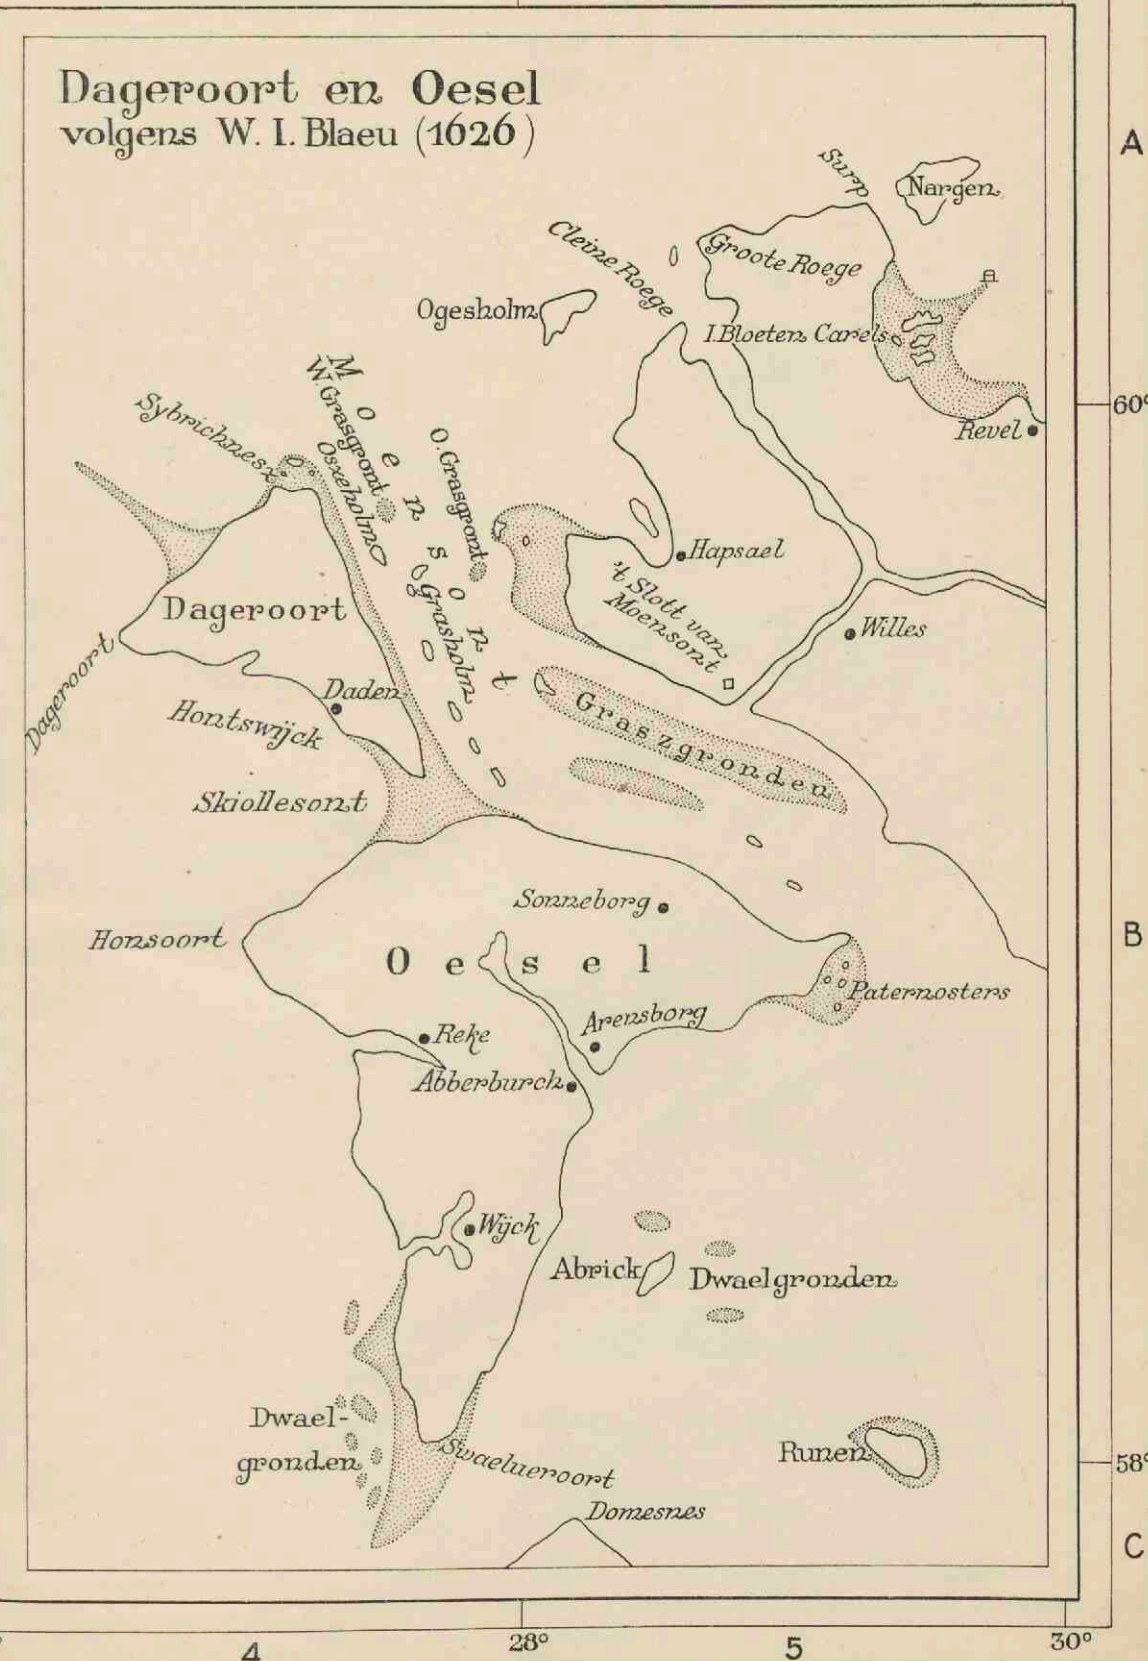 Dageroort en Oesel
volgens W. I. Blaeu (1626)
A
Surp
Nargen
Cleine Roege
Groote Roege
Ogesholm
I. Bloeten Carels
60°
Revel
Moensont
W. Grasgront
Osxeholm
O. Grasgront
Sybrichnes
Hapsael
't Slott van
Moensont
Grasholm
Dageroort
Willes
Dageroort
Daden
Hontswijck
Graszgronden
Skiollesont
Sonneborg
Honsoort
B
Oesel
Paternosters
Arensborg
Reke
Abberburch
Wijck
Abrick
Dwaelgronden
Dwael-
gronden
Swaelueroort
Runen
58°
Domesnes
C
4
28°
5
30°